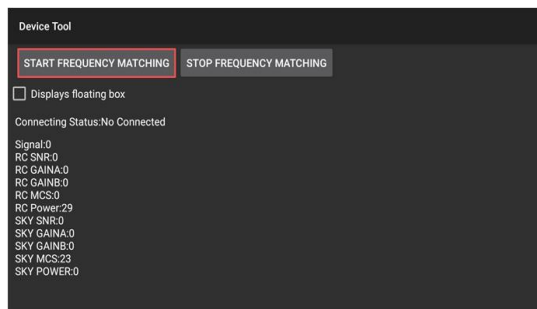 Device Tool
START FREQUENCY MATCHING STOP FREQUENCY MATCHING
Displays floating box
Connecting Status:No Connected
Signal:0
RC SNR:0
RC GAINA:0
RC GAINB:0
RC MCS:0
RC Power:29
SKY SNR:0
SKY GAINA:0
SKY GAINB:0
SKY MCS:23
SKY POWER:0